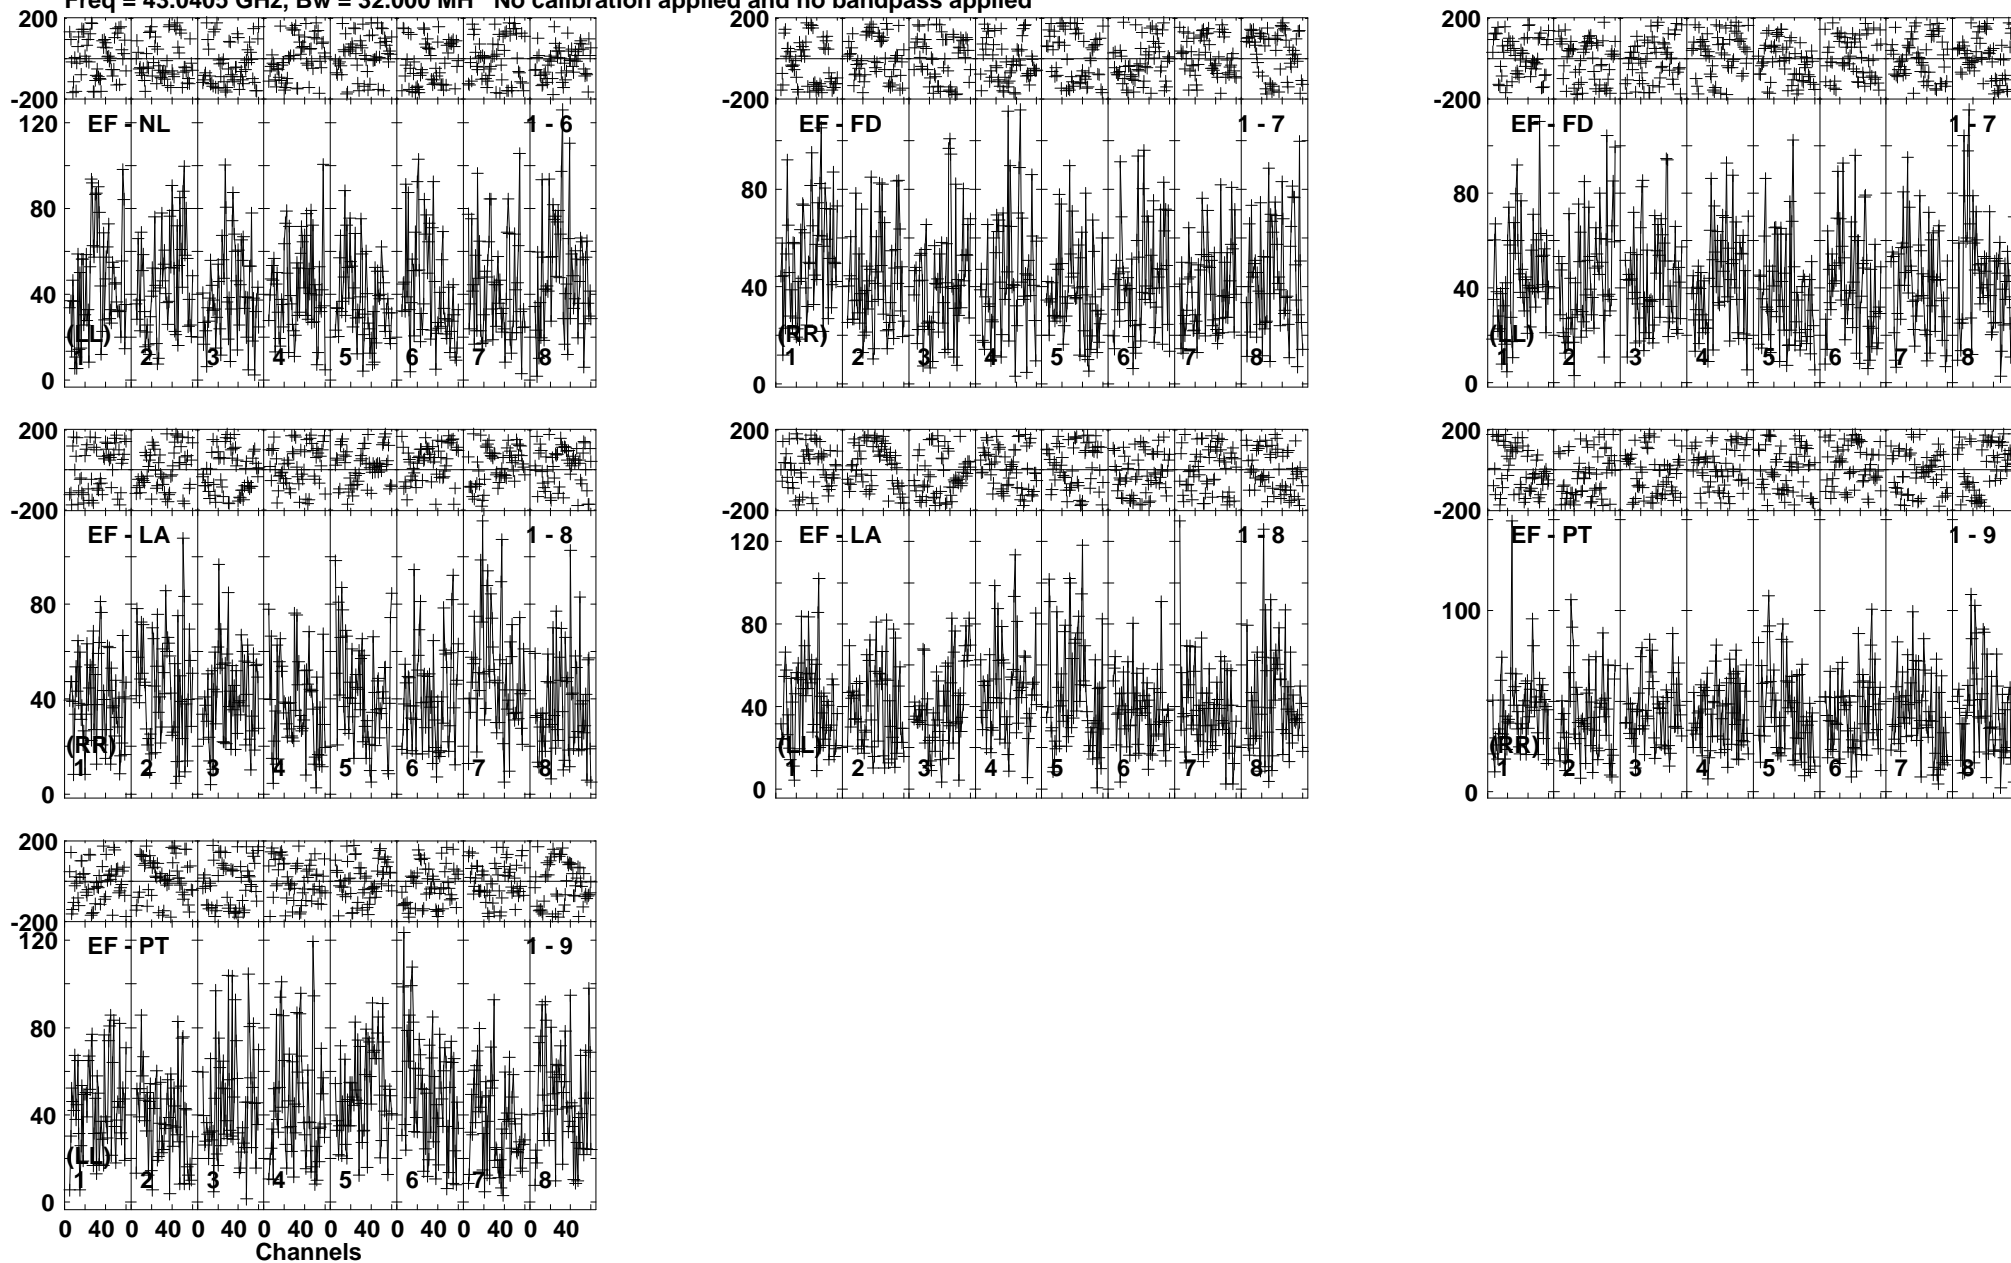 Freq = 43.0405 GHz, Bw = 32.000 MH No calibration applied and no bandpass applied
200 200 200
-200 -200 -200
120 EF - NL 1 - 6 EF - FD 1 - 7 EF - FD 1 - 7
80 80 80
40 40 40
(LL) (RR) (LL)
1 2 3 4 5 6 7 8 1 2 3 4 5 6 7 8 1 2 3 4 5 6 7 8
0 0 0
200 200 200
-200 -200 -200
EF - LA 1 - 8 120 EF - LA 1 - 8 EF - PT 1 - 9
80 80 100
40 40
(RR) (LL) (RR)
1 2 3 4 5 6 7 8 1 2 3 4 5 6 7 8 1 2 3 4 5 6 7 8
0 0 0
200
-200
120 EF - PT 1 - 9
80
40
(LL)
1 2 3 4 5 6 7 8
0
0 40 0 40 0 40 0 40 0 40 0 40 0 40 0 40
Channels